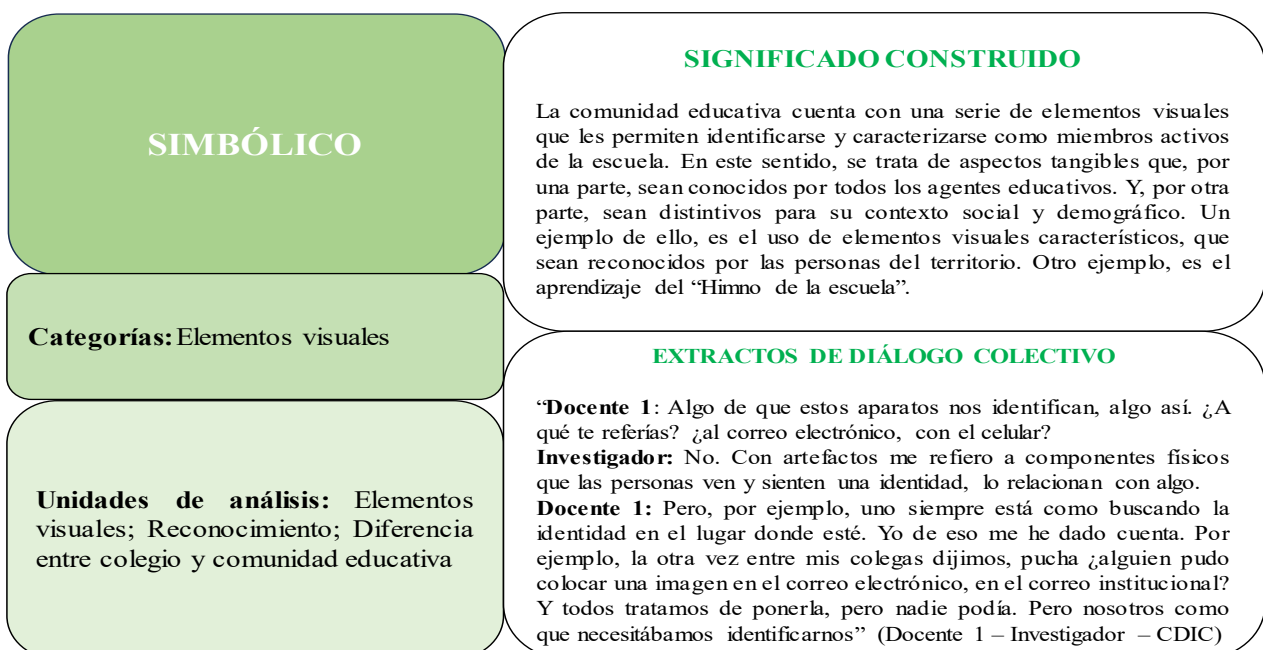 SIMBÓLICO
Categorías: Elementos visuales
Unidades de análisis: Elementos
visuales; Reconocimiento; Diferencia
entre colegio y comunidad educativa
SIGNIFICADO CONSTRUIDO
La comunidad educativa cuenta con una serie de elementos visuales
que les permiten identificarse y caracterizarse como miembros activos
de la escuela. En este sentido, se trata de aspectos tangibles que, por
una parte, sean conocidos por todos los agentes educativos. Y, por otra
parte, sean distintivos para su contexto social y demográfico. Un
ejemplo de ello, es el uso de elementos visuales característicos, que
sean reconocidos por las personas del territorio. Otro ejemplo, es el
aprendizaje del “Himno de la escuela”.
EXTRACTOS DE DIÁLOGO COLECTIVO
“Docente 1: Algo de que estos aparatos nos identifican, algo así. ¿A
qué te referías? ¿al correo electrónico, con el celular?
Investigador: No. Con artefactos me refiero a componentes físicos
que las personas ven y sienten una identidad, lo relacionan con algo.
Docente 1: Pero, por ejemplo, uno siempre está como buscando la
identidad en el lugar donde esté. Yo de eso me he dado cuenta. Por
ejemplo, la otra vez entre mis colegas dijimos, pucha ¿alguien pudo
colocar una imagen en el correo electrónico, en el correo institucional?
Y todos tratamos de ponerla, pero nadie podía. Pero nosotros como
que necesitábamos identificarnos” (Docente 1 – Investigador – CDIC)